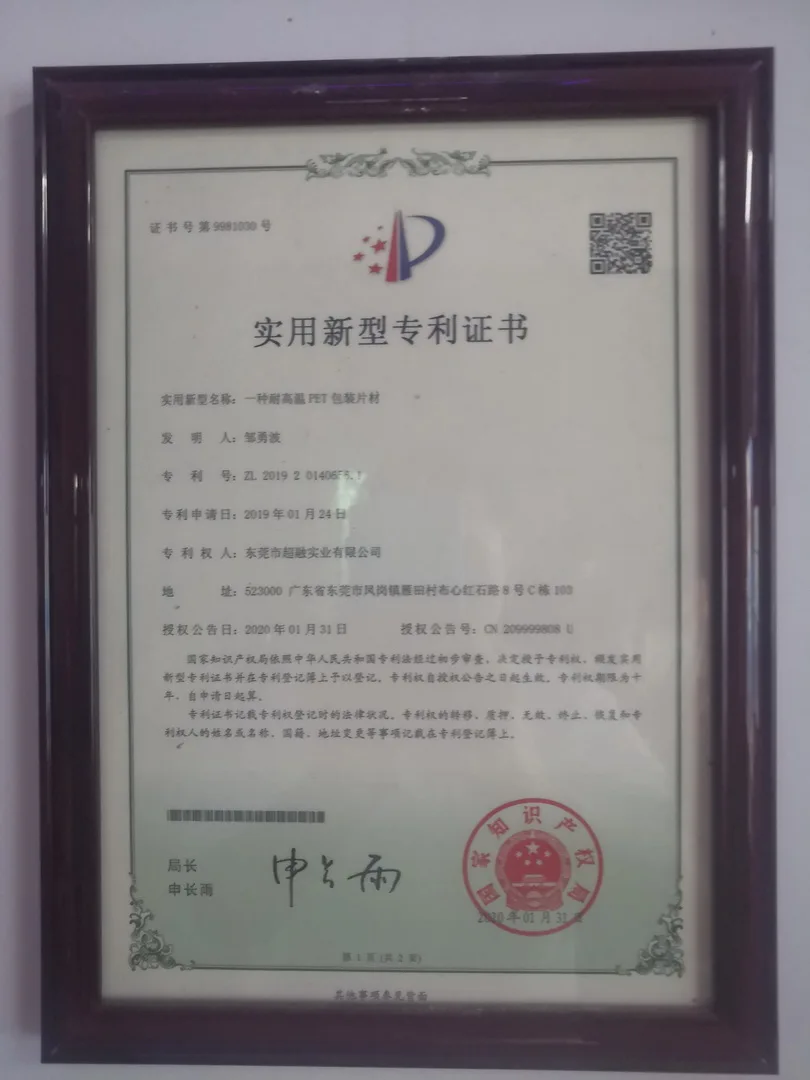 证书号第9981030号
实用新型专利证书
实用新型名称：一种耐高温PET包装片材
发 明 人：邹勇波
专 利 号：ZL 2019 2
专利申请日：2019年01月24日
专 利 权 人：东莞市超融实业有限公司
地 址：523000 广东省东莞市凤岗镇雁田村布心红石路8号C栋103
授权公告日：2020年01月31日 授权公告号：CN 209999808 U
国家知识产权局依照中华人民共和国专利法经过初步审查，决定授予专利权，颁发实用
新型专利证书并在专利登记簿上予以登记。专利权自授权公告之日起生效。专利权期限为十
年，自申请日起算。
专利证书记载专利权登记时的法律状况。专利权的转移、质押、无效、终止、恢复和专
利权人的姓名或名称、国籍、地址变更等事项记载在专利登记簿上。
局长
申长雨
申长雨
国家知识产权局
2020年01月31日
第 1 页 (共 2 页)
其他事项参见背面